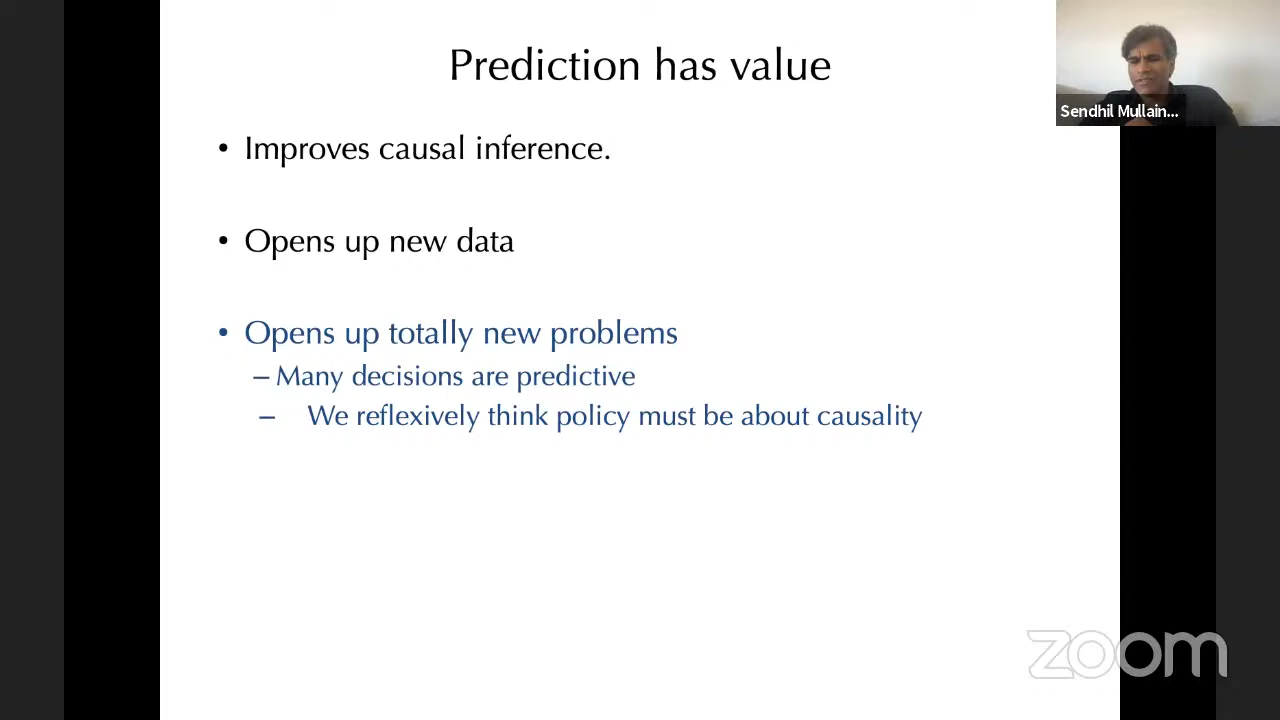 Prediction has value
Sendhil Mullain...
• Improves causal inference.
• Opens up new data
• Opens up totally new problems
– Many decisions are predictive
– We reflexively think policy must be about causality
zoom